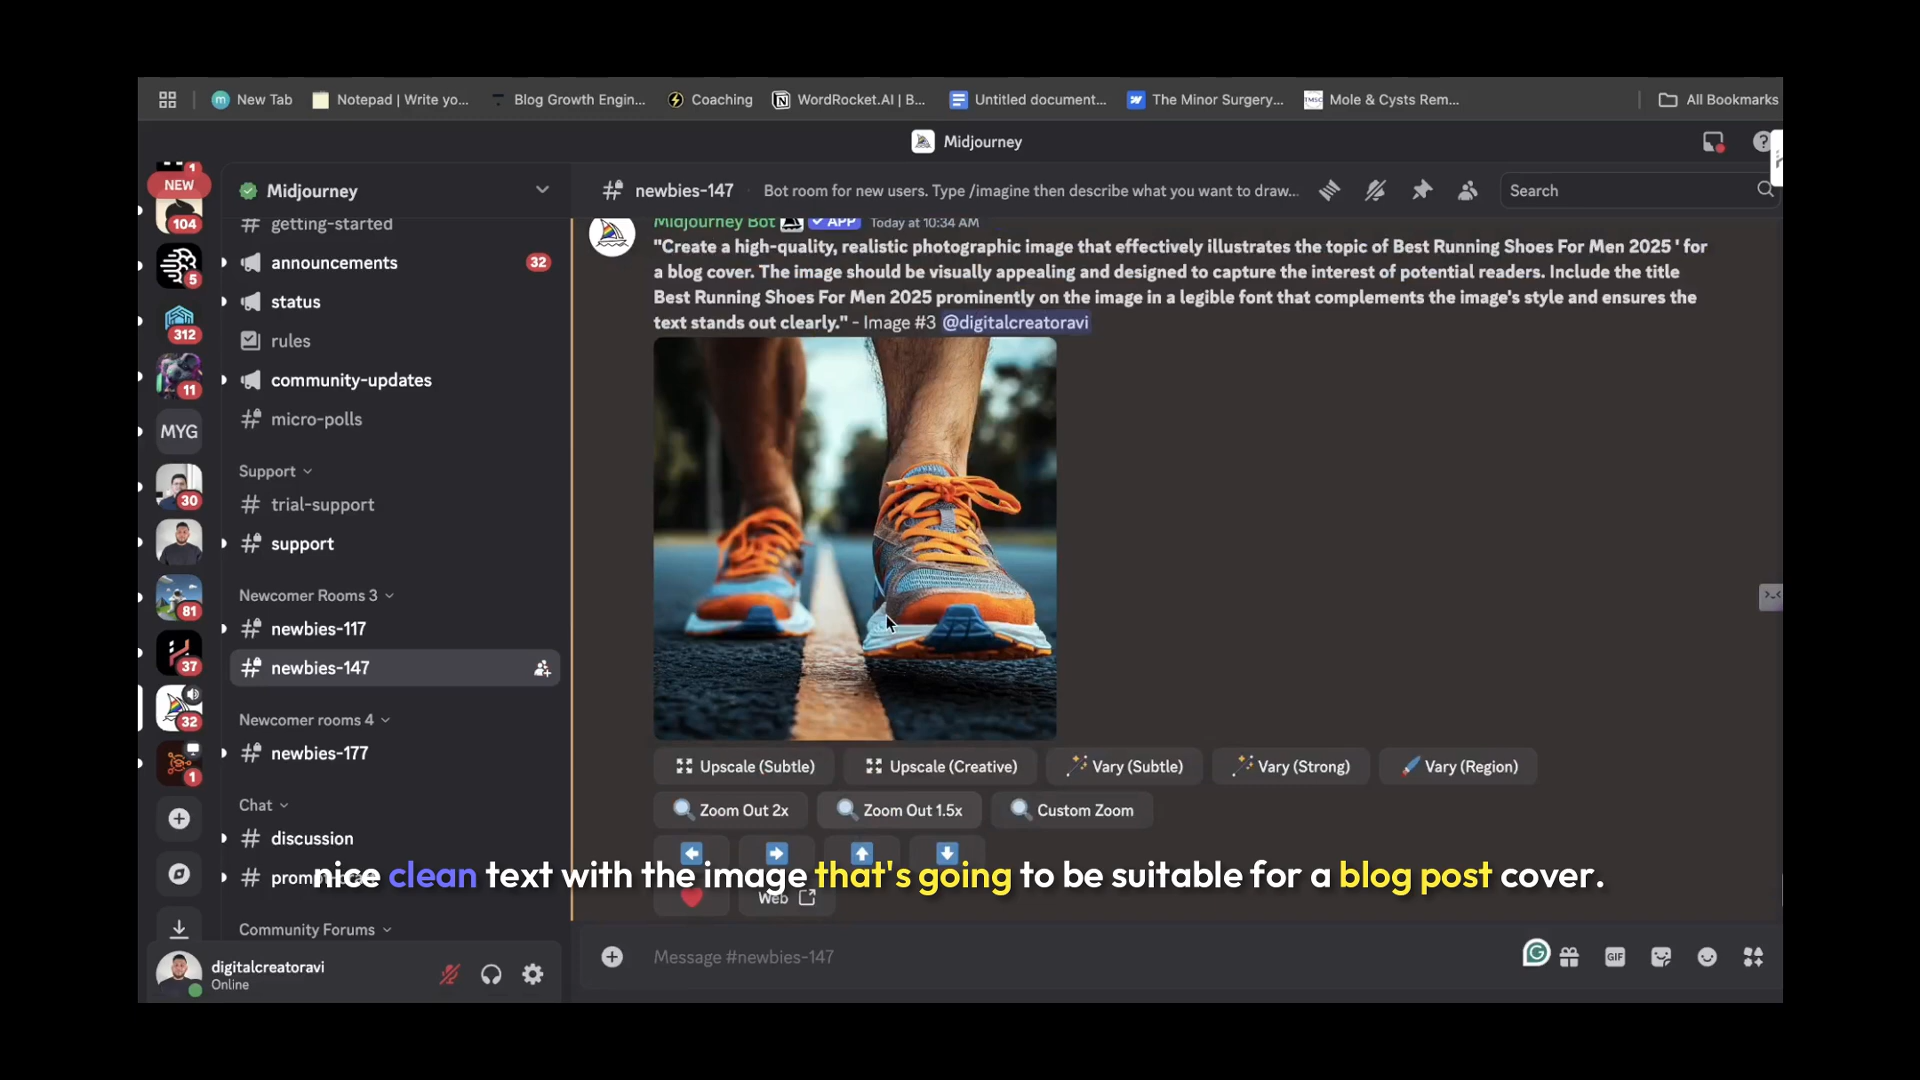 New Tab
Notepad | Write yo...
Blog Growth Engin...
Coaching
WordRocket.AI | B...
Untitled document...
The Minor Surgery...
TMSC
Mole & Cysts Rem...
All Bookmarks
Midjourney
1
NEW
104
5
312
11
MYG
30
81
37
32
1
Midjourney
getting-started
announcements
32
status
rules
community-updates
micro-polls
Support
trial-support
support
Newcomer Rooms 3
newbies-117
newbies-147
Newcomer rooms 4
newbies-177
Chat
discussion
Community Forums
digitalcreatoravi
Online
newbies-147
Bot room for new users. Type /imagine then describe what you want to draw...
Search
Midjourney Bot APP Today at 10:34 AM
"Create a high-quality, realistic photographic image that effectively illustrates the topic of Best Running Shoes For Men 2025 ' for
a blog cover. The image should be visually appealing and designed to capture the interest of potential readers. Include the title
Best Running Shoes For Men 2025 prominently on the image in a legible font that complements the image's style and ensures the
text stands out clearly." - Image #3 @digitalcreatoravi
Upscale (Subtle)
Upscale (Creative)
Vary (Subtle)
Vary (Strong)
Vary (Region)
Zoom Out 2x
Zoom Out 1.5x
Custom Zoom
nice clean text with the image that's going to be suitable for a blog post cover.
Web
Message #newbies-147
GIF